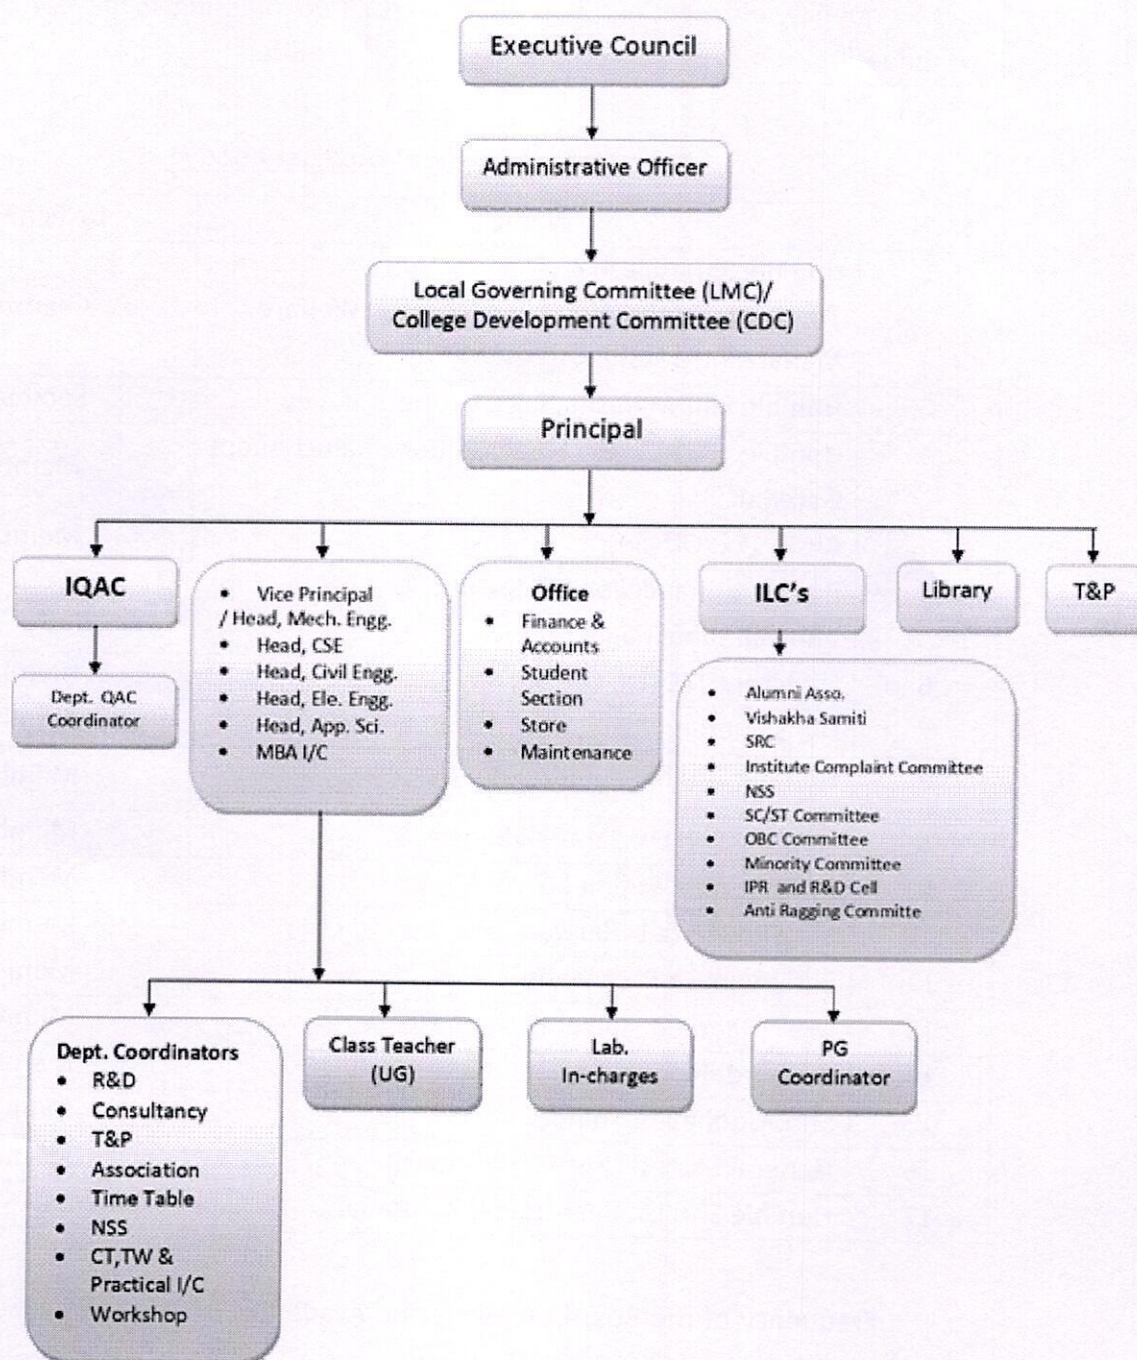 Executive Council
Administrative Officer
Local Governing Committee (LMC)/
College Development Committee (CDC)
Principal
IQAC
Dept. QAC
Coordinator
• Vice Principal
/ Head, Mech. Engg.
• Head, CSE
• Head, Civil Engg.
• Head, Ele. Engg.
• Head, App. Sci.
• MBA I/C
Office
• Finance &
Accounts
• Student
Section
• Store
• Maintenance
ILC's
• Alumni Asso.
• Vishakha Samiti
• SRC
• Institute Complaint Committee
• NSS
• SC/ST Committee
• OBC Committee
• Minority Committee
• IPR and R&D Cell
• Anti Ragging Committe
Library
T&P
Dept. Coordinators
• R&D
• Consultancy
• T&P
• Association
• Time Table
• NSS
• CT,TW &
Practical I/C
• Workshop
Class Teacher
(UG)
Lab.
In-charges
PG
Coordinator